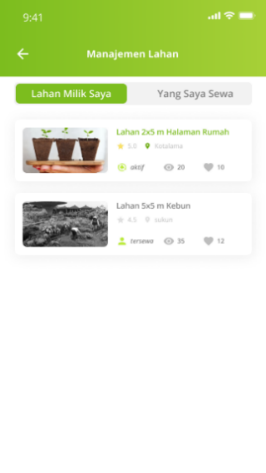 9:41
Manajemen Lahan
Lahan Milik Saya
Yang Saya Sewa
Lahan 2x5 m Halaman Rumah
5.0 Kotalama
aktif 20 10
Lahan 5x5 m Kebun
4.5 sukun
tersewa 35 12